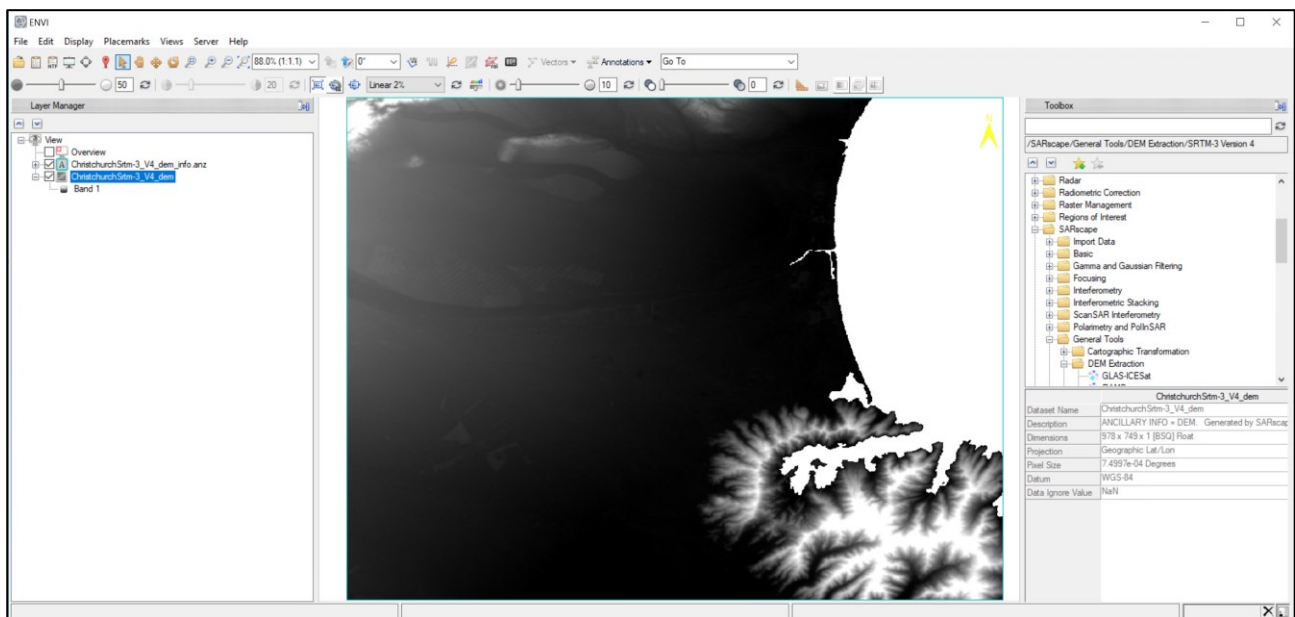 ENVI
File Edit Display Placemarks Views Server Help
88.0% (1:1.1) 0° Vectors Annotations Go To
50 20 Linear 2% 10 0
Layer Manager
View
Overview
ChristchurchSrtm-3_V4_dem_info.anz
ChristchurchSrtm-3_V4_dem
Band 1
N
Toolbox
/SARscape/General Tools/DEM Extraction/SRTM-3 Version 4
Radar
Radiometric Correction
Raster Management
Regions of Interest
SARscape
Import Data
Basic
Gamma and Gaussian Filtering
Focusing
Interferometry
Interferometric Stacking
ScanSAR Interferometry
Polarimetry and PolInSAR
General Tools
Cartographic Transformation
DEM Extraction
GLAS-ICESat
ChristchurchSrtm-3_V4_dem
Dataset Name ChristchurchSrtm-3_V4_dem
Description ANCILLARY INFO = DEM. Generated by SARscap
Dimensions 978 x 749 x 1 [BSQ] Float
Projection Geographic Lat/Lon
Pixel Size 7.4997e-04 Degrees
Datum WGS-84
Data Ignore Value NaN